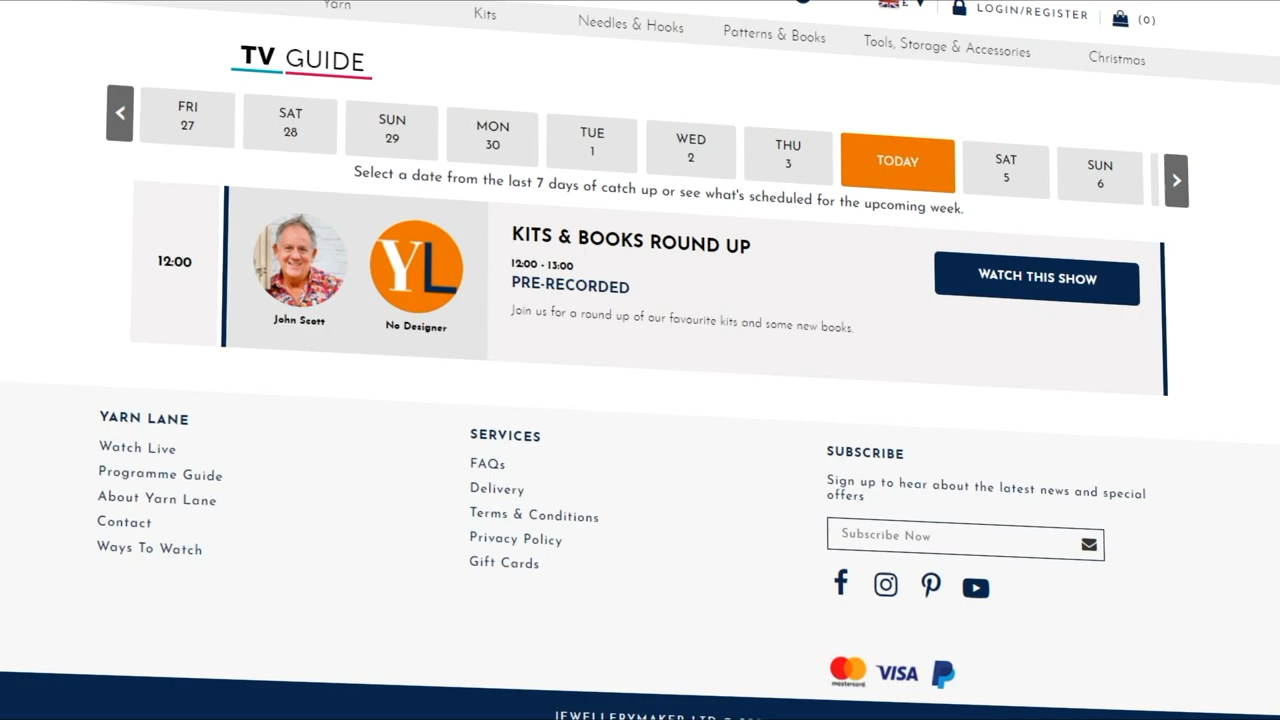 Yarn
Kits
Needles & Hooks
Patterns & Books
Tools, Storage & Accessories
Christmas
£
LOGIN/REGISTER
(0)
TV GUIDE
FRI
27
SAT
28
SUN
29
MON
30
TUE
1
WED
2
THU
3
TODAY
SAT
5
SUN
6
Select a date from the last 7 days of catch up or see what's scheduled for the upcoming week.
12:00
YL
John Scott
No Designer
KITS & BOOKS ROUND UP
12:00 - 13:00
PRE-RECORDED
Join us for a round up of our favourite kits and some new books.
WATCH THIS SHOW
YARN LANE
Watch Live
Programme Guide
About Yarn Lane
Contact
Ways To Watch
SERVICES
FAQs
Delivery
Terms & Conditions
Privacy Policy
Gift Cards
SUBSCRIBE
Sign up to hear about the latest news and special
offers
Subscribe Now
mastercard
VISA
JEWELLERYMAKER LTD ©